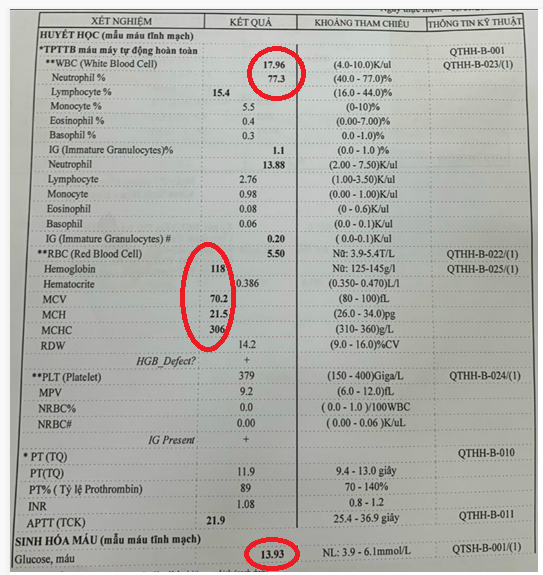 XÉT NGHIỆM KẾT QUẢ KHOẢNG THAM CHIẾU THÔNG TIN KỸ THUẬT
HUYẾT HỌC (mẫu máu tĩnh mạch)
*TPTTB máu máy tự động hoàn toàn QTHH-B-001
**WBC (White Blood Cell) 17.96 (4.0-10.0)K/ul QTHH-B-023/(1)
Neutrophil % 77.3 (40.0 - 77.0)%
Lymphocyte % 15.4 (16.0 - 44.0)%
Monocyte % 5.5 (0-10)%
Eosinophil % 0.4 (0.00-7.00)%
Basophil % 0.3 0.0 -1.0)%
IG (Immature Granulocytes)% 1.1 (0.0 - 1.0 )%
Neutrophil 13.88 (2.00 - 7.50)K/ul
Lymphocyte 2.76 (1.00-3.50)K/ul
Monocyte 0.98 (0.00 - 1.00)K/ul
Eosinophil 0.08 (0 - 0.6)K/ul
Basophil 0.06 (0.0 - 0.1)K/ul
IG (Immature Granulocytes) # 0.20 ( 0.0-0.1)K/ul
**RBC (Red Blood Cell) 5.50 Nữ: 3.9-5.4T/L QTHH-B-022/(1)
Hemoglobin 118 Nữ: 125-145g/l QTHH-B-025/(1)
Hematocrite 0.386 (0.350- 0.470)L/l
MCV 70.2 (80 - 100)fL
MCH 21.5 (26.0 - 34.0)pg
MCHC 306 (310- 360)g/L
RDW 14.2 (9.0 - 16.0)%CV
HGB_Defect? +
**PLT (Platelet) 379 (150 - 400)Giga/L QTHH-B-024/(1)
MPV 9.2 (6.0 - 12.0)fL
NRBC% 0.0 ( 0.0 - 1.0 )/100WBC
NRBC# 0.00 ( 0.00 - 0.06 )K/uL
IG Present +
* PT (TQ) QTHH-B-010
PT(TQ) 11.9 9.4 - 13.0 giây
PT% ( Tỷ lệ Prothrombin) 89 70 - 140%
INR 1.08 0.8 - 1.2
APTT (TCK) 21.9 25.4 - 36.9 giây QTHH-B-011
SINH HÓA MÁU (mẫu máu tĩnh mạch)
Glucose, máu 13.93 NL: 3.9 - 6.1mmol/L QTSH-B-001/(1)